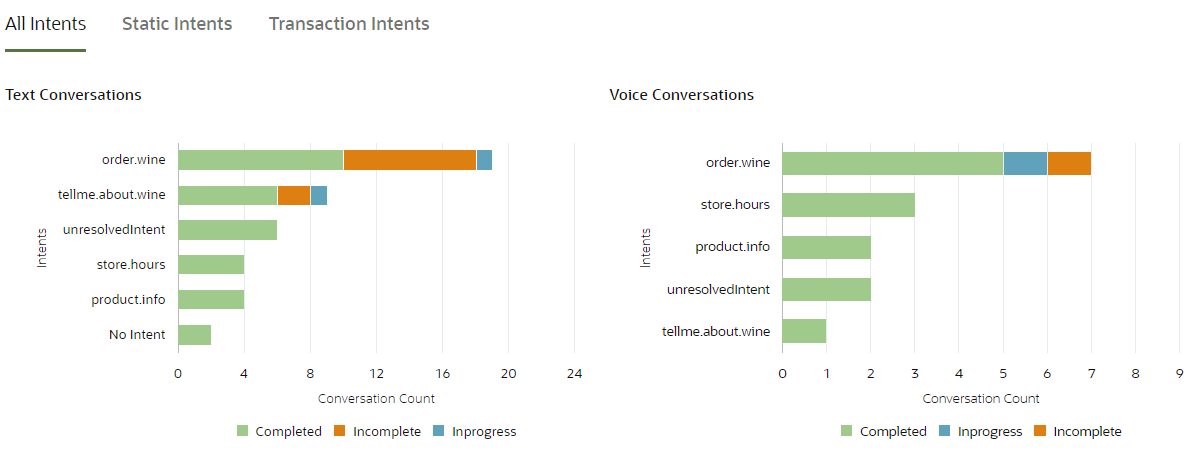 All Intents Static Intents Transaction Intents
Text Conversations
order.wine
tellme.about.wine
unresolvedIntent
store.hours
product.info
No Intent
Intents
0 4 8 12 16 20 24
Conversation Count
Completed Incomplete Inprogress
Voice Conversations
order.wine
store.hours
product.info
unresolvedIntent
tellme.about.wine
Intents
0 1 2 3 4 5 6 7 8 9
Conversation Count
Completed Inprogress Incomplete